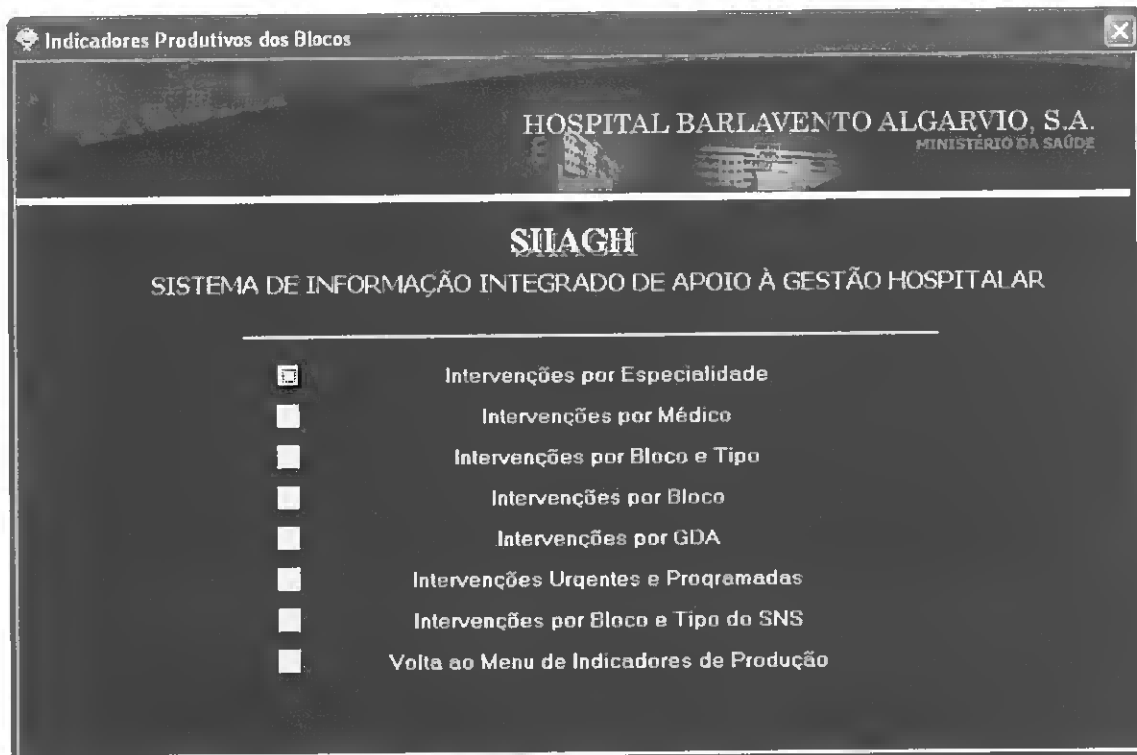 Indicadores Produtivos dos Blocos
HOSPITAL BARLAVENTO ALGARVIO, S.A.
MINISTÉRIO DA SAÚDE
SIIAGH
SISTEMA DE INFORMAÇÃO INTEGRADO DE APOIO À GESTÃO HOSPITALAR
Intervenções por Especialidade
Intervenções por Médico
Intervenções por Bloco e Tipo
Intervenções por Bloco
Intervenções por GDA
Intervenções Urgentes e Programadas
Intervenções por Bloco e Tipo do SNS
Volta ao Menu de Indicadores de Produção